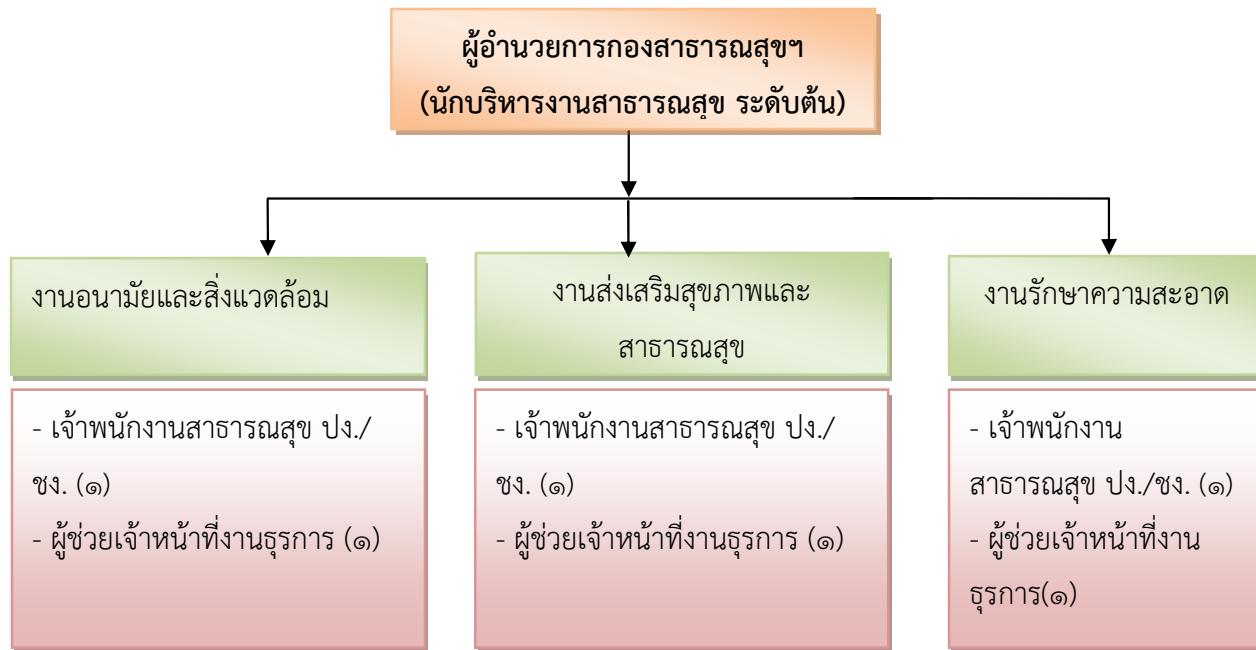 ผู้อำนวยการกองสาธารณสุขฯ
(นักบริหารงานสาธารณสุข ระดับต้น)
งานอนามัยและสิ่งแวดล้อม
งานส่งเสริมสุขภาพและ
สาธารณสุข
งานรักษาความสะอาด
- เจ้าพนักงานสาธารณสุข ปง./
ชง. (๑)
- ผู้ช่วยเจ้าหน้าที่งานธุรการ (๑)
- เจ้าพนักงานสาธารณสุข ปง./
ชง. (๑)
- ผู้ช่วยเจ้าหน้าที่งานธุรการ (๑)
- เจ้าพนักงาน
สาธารณสุข ปง./ชง. (๑)
- ผู้ช่วยเจ้าหน้าที่งาน
ธุรการ(๑)